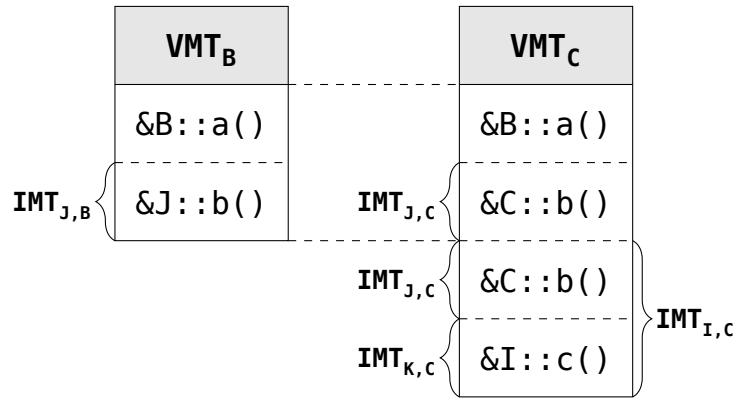 VMT_B VMT_C
&B::a() &B::a()
IMT_J,B &J::b() IMT_J,C &C::b()
IMT_J,C &C::b() IMT_I,C
IMT_K,C &I::c()